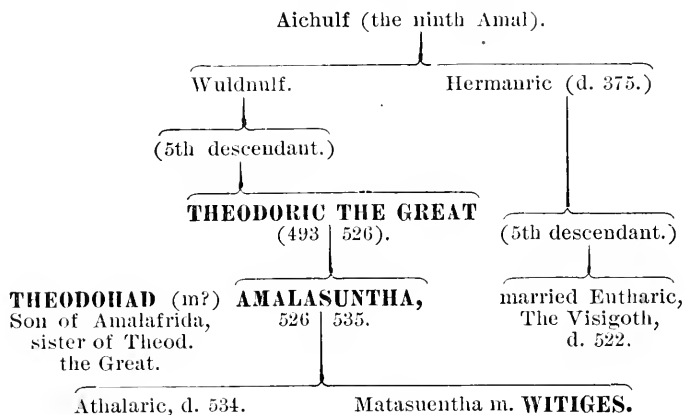 Aichulf (the ninth Amal).
Wuldnulf. Hermanric (d. 375.)
(5th descendant.)
THEODORIC THE GREAT
(493 526).
(5th descendant.)
THEODOHAD (m?)
Son of Amalafrida,
sister of Theod.
the Great.
AMALASUNTHA,
526 535.
married Eutharic,
The Visigoth,
d. 522.
Athalaric, d. 534. Matasuentha m. WITIGES.